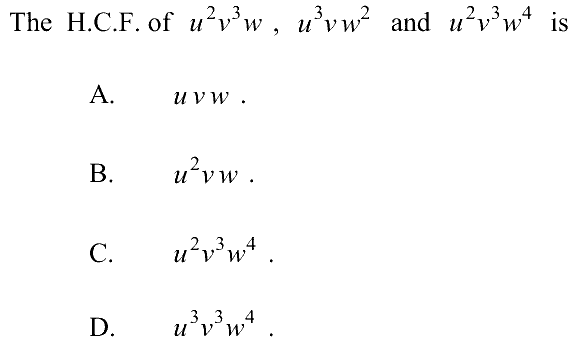 The H.C.F. of u²v³w , u³vw² and u²v³w⁴ is
A. uvw .
B. u²vw .
C. u²v³w⁴ .
D. u³v³w⁴ .